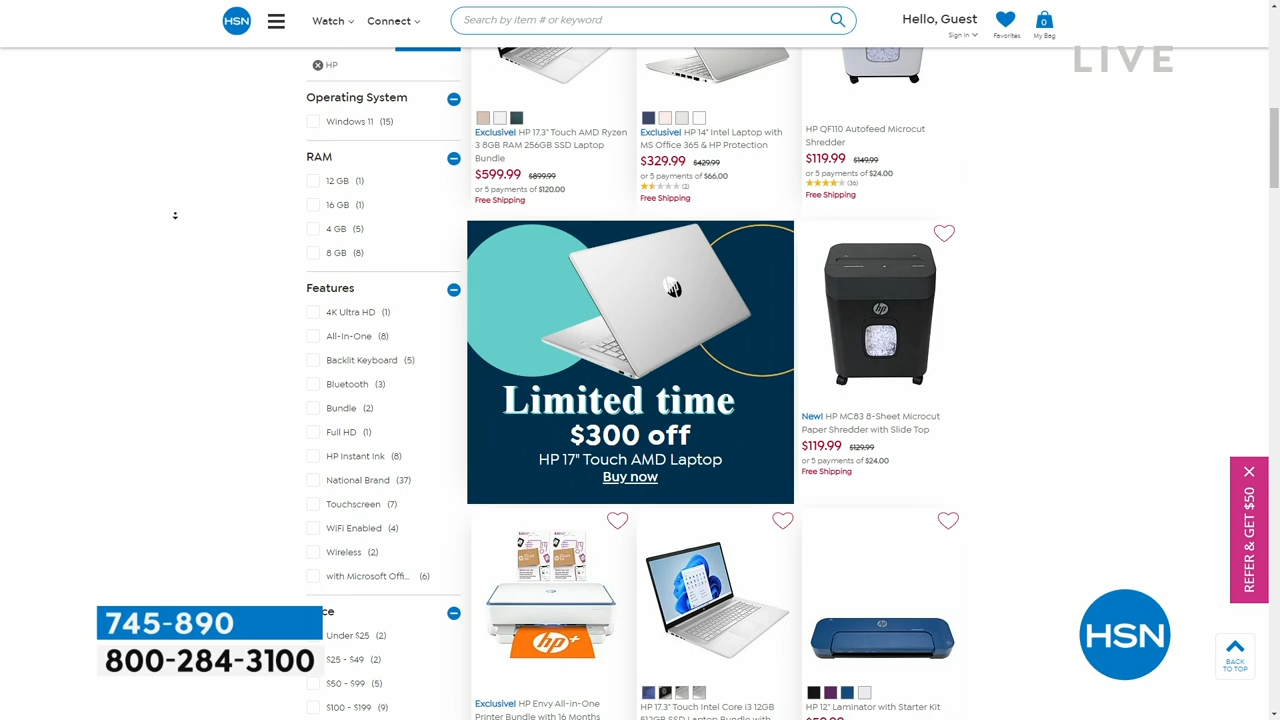 HSN
Watch
Connect
Search by item # or keyword
Hello, Guest
Sign In
Favorites
0
My Bag
LIVE
HP
Operating System
Windows 11 (15)
RAM
12 GB (1)
16 GB (1)
4 GB (5)
8 GB (8)
Features
4K Ultra HD (1)
All-In-One (8)
Backlit Keyboard (5)
Bluetooth (3)
Bundle (2)
Full HD (1)
HP Instant Ink (8)
National Brand (37)
Touchscreen (7)
WiFi Enabled (4)
Wireless (2)
with Microsoft Offi... (6)
ce
Under $25 (2)
$25 - $49 (2)
$50 - $99 (5)
$100 - $199 (9)
Exclusive! HP 17.3" Touch AMD Ryzen
3 8GB RAM 256GB SSD Laptop
Bundle
$599.99 $899.99
or 5 payments of $120.00
Free Shipping
Exclusive! HP 14" Intel Laptop with
MS Office 365 & HP Protection
$329.99 $429.99
or 5 payments of $66.00
(2)
Free Shipping
HP QF110 Autofeed Microcut
Shredder
$119.99 $149.99
or 5 payments of $24.00
(36)
Free Shipping
hp
Limited time
$300 off
HP 17" Touch AMD Laptop
Buy now
hp
New! HP MC83 8-Sheet Microcut
Paper Shredder with Slide Top
$119.99 $129.99
or 5 payments of $24.00
Free Shipping
hp+
Exclusive! HP Envy All-in-One
Printer Bundle with 16 Months
HP 17.3" Touch Intel Core i3 12GB
512GB SSD Laptop Bundle with
hp
HP 12" Laminator with Starter Kit
REFER & GET $50
745-890
800-284-3100
HSN
BACK
TO TOP